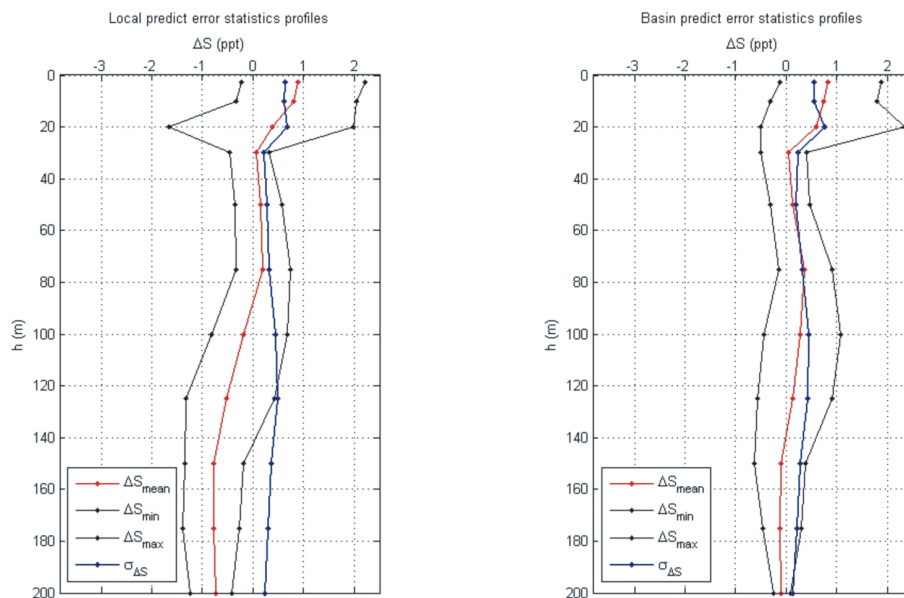 Local predict error statistics profiles
ΔS (ppt)
-3 -2 -1 0 1 2
0
20
40
60
80
100
120
140
160
180
200
h (m)
ΔSmean
ΔSmin
ΔSmax
σΔS
Basin predict error statistics profiles
ΔS (ppt)
-3 -2 -1 0 1 2
0
20
40
60
80
100
120
140
160
180
200
h (m)
ΔSmean
ΔSmin
ΔSmax
σΔS